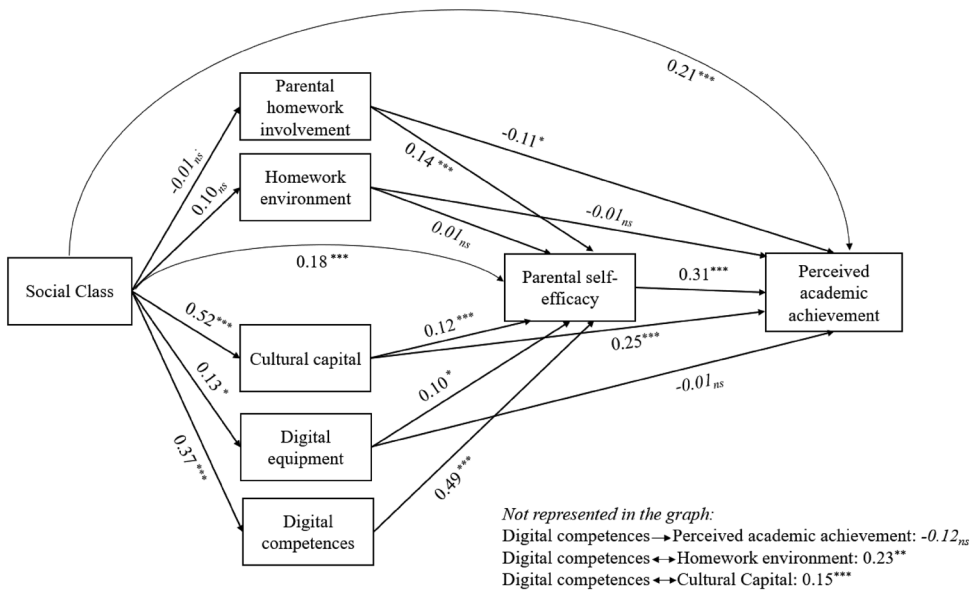 0.21***
Parental
homework
involvement
-0.11*
-0.01ns
0.14***
Homework
environment
0.10ns
-0.01ns
0.01ns
0.18***
Social Class
Parental self-
efficacy
0.31***
Perceived
academic
achievement
0.52***
Cultural capital
0.12***
0.25***
0.13*
0.10*
-0.01ns
Digital
equipment
0.37***
0.49***
Digital
competences
Not represented in the graph:
Digital competences→Perceived academic achievement: -0.12ns
Digital competences↔Homework environment: 0.23**
Digital competences↔Cultural Capital: 0.15***